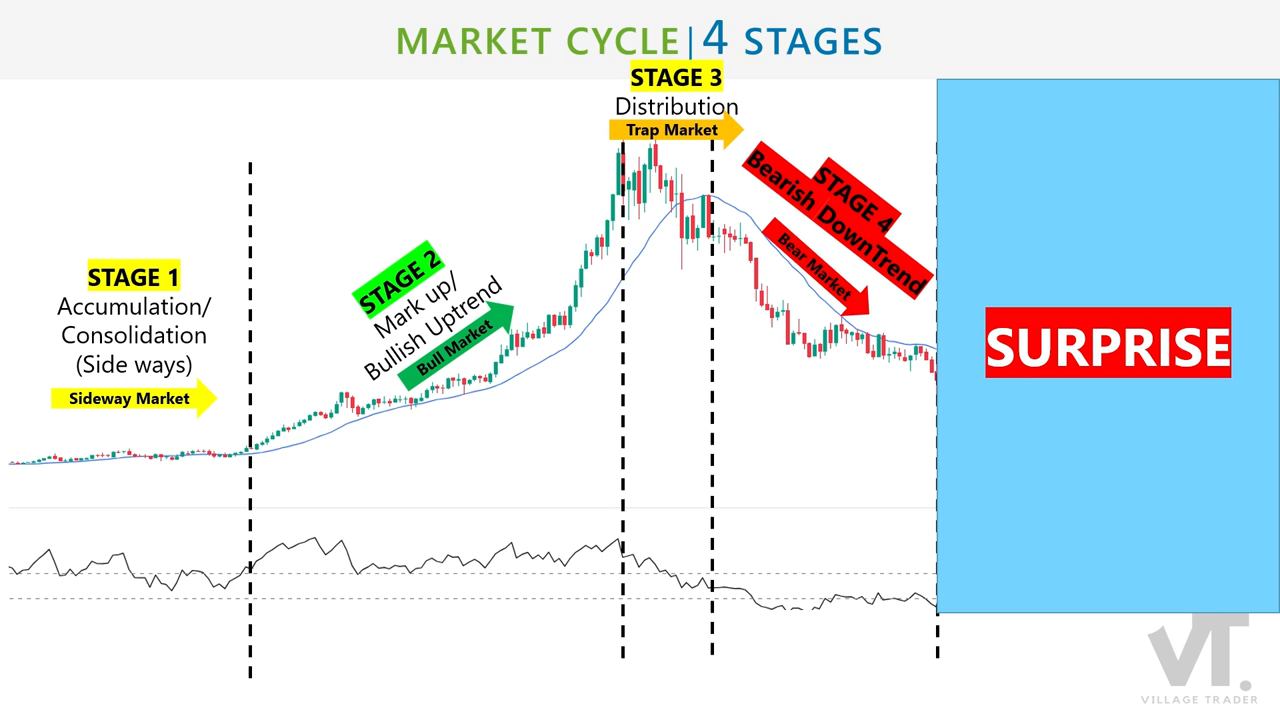 MARKET CYCLE|4 STAGES
STAGE 3
Distribution
Trap Market
STAGE 4
Bearish DownTrend
Bear Market
STAGE 2
Mark up/
Bullish Uptrend
Bull Market
STAGE 1
Accumulation/
Consolidation
(Side ways)
Sideway Market
SURPRISE
VT.
VILLAGE TRADER